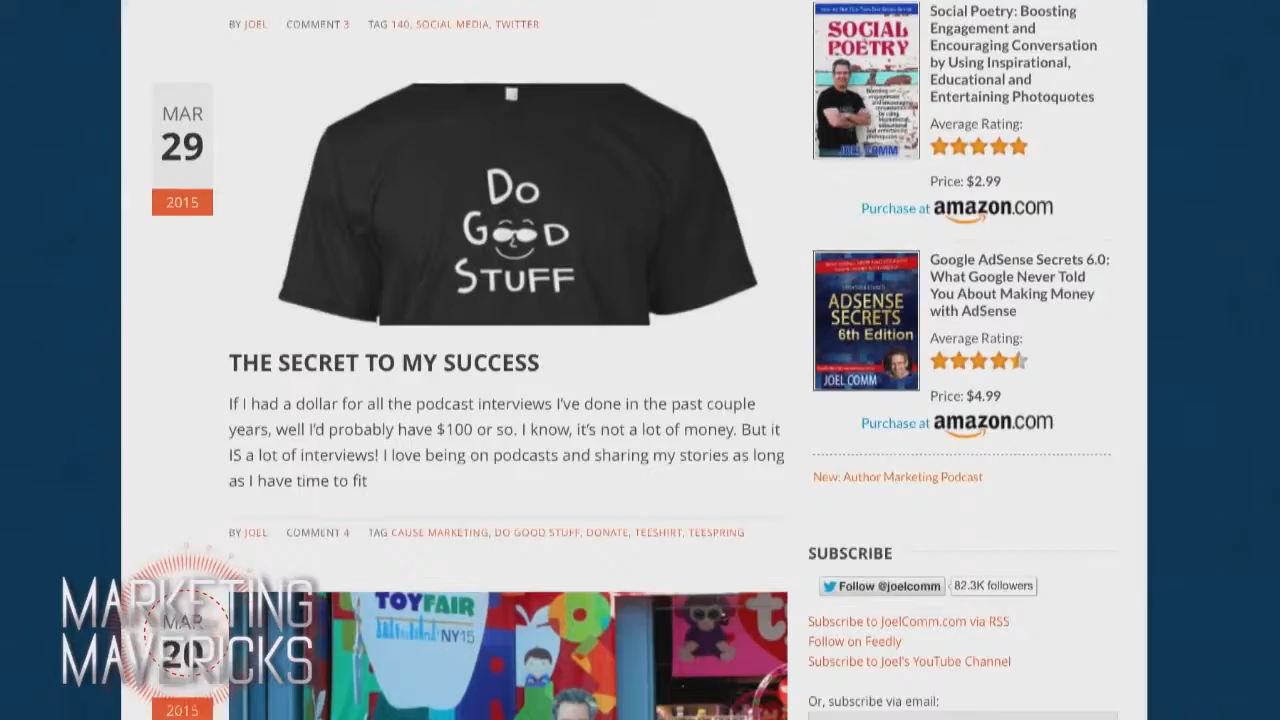 BY JOEL COMMENT 3 TAG 140, SOCIAL MEDIA, TWITTER
MAR
29
2015
Do
GOOD
STUFF
THE SECRET TO MY SUCCESS
If I had a dollar for all the podcast interviews I've done in the past couple
years, well I'd probably have $100 or so. I know, it's not a lot of money. But it
IS a lot of interviews! I love being on podcasts and sharing my stories as long
as I have time to fit
BY JOEL COMMENT 4 TAG CAUSE MARKETING, DO GOOD STUFF, DONATE, TEESHIRT, TEESPRING
MAR
20
2015
MARKETING
MAVERICKS
TOYFAIR
NY15
SOCIAL
POETRY
JOEL COMM
Social Poetry: Boosting
Engagement and
Encouraging Conversation
by Using Inspirational,
Educational and
Entertaining Photoquotes
Average Rating:
Price: $2.99
Purchase at amazon.com
ADSENSE
SECRETS
6th Edition
JOEL COMM
Google AdSense Secrets 6.0:
What Google Never Told
You About Making Money
with AdSense
Average Rating:
Price: $4.99
Purchase at amazon.com
New: Author Marketing Podcast
SUBSCRIBE
Follow @joelcomm 82.3K followers
Subscribe to JoelComm.com via RSS
Follow on Feedly
Subscribe to Joel's YouTube Channel
Or, subscribe via email: